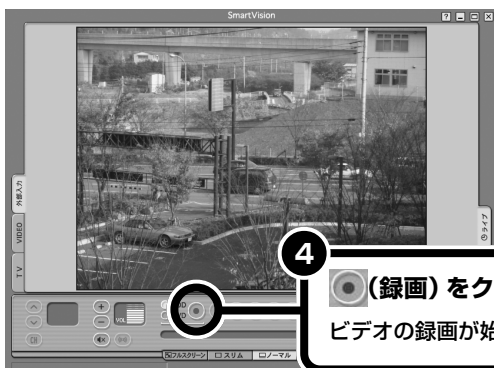 SmartVision
外部入力
VIDEO
TV
ライブ
4
(録画)をク
ビデオの録画が始
VOL
フルスクリーン
スリム
ノーマル